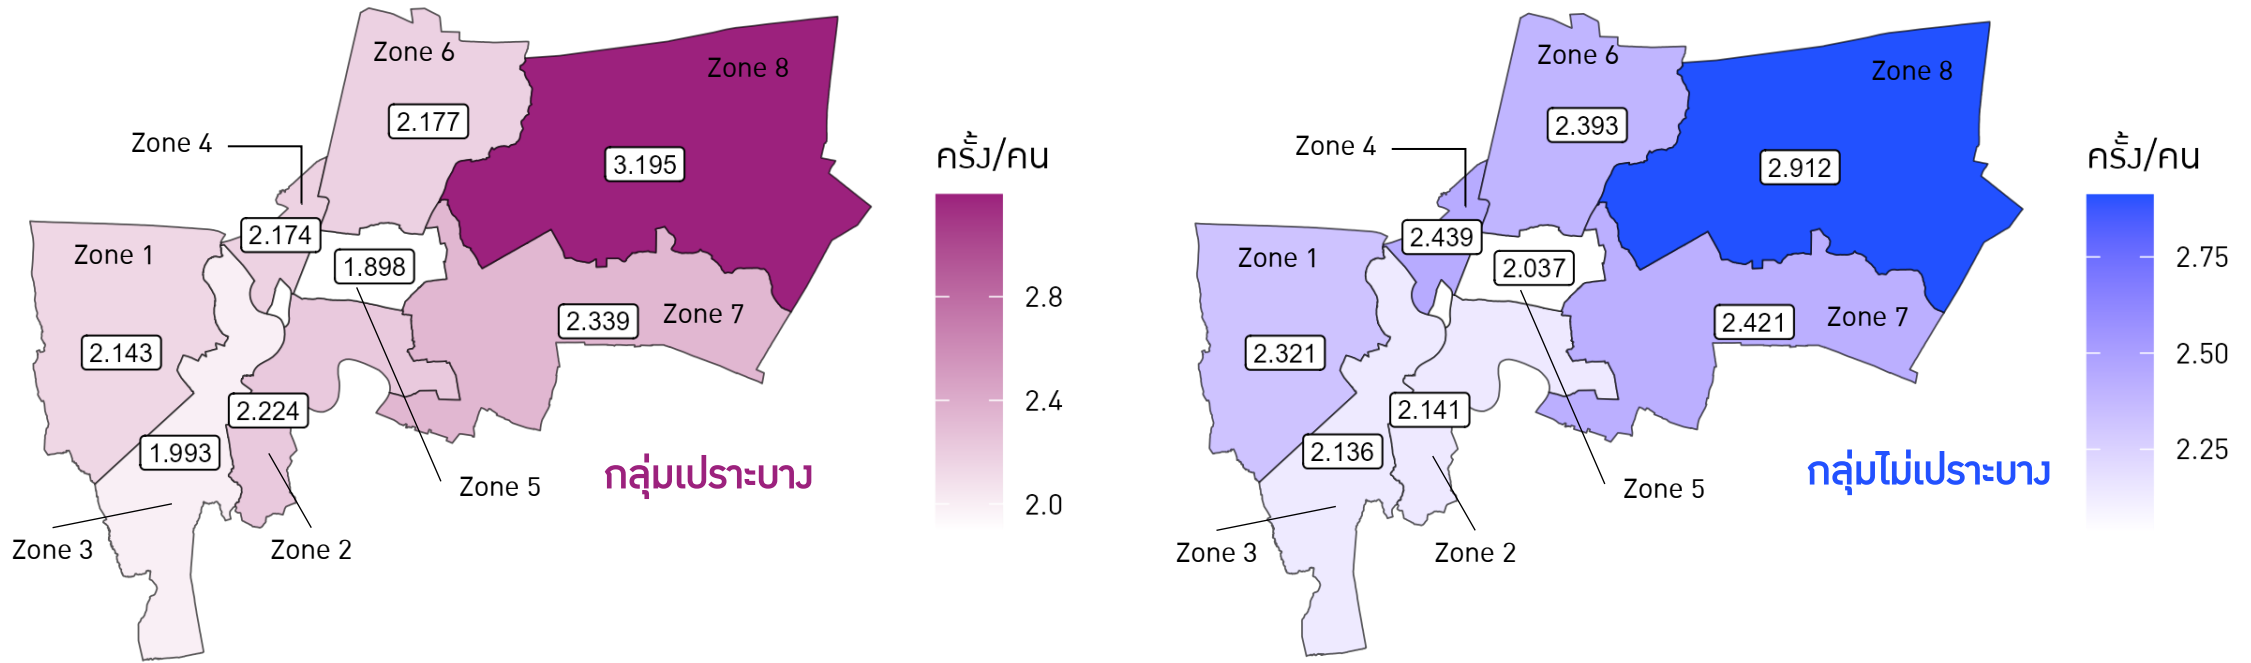 Zone 6
Zone 8
2.177
Zone 4
3.195
2.174
Zone 1
1.898
2.339
Zone 7
2.143
2.224
1.993
Zone 5
Zone 3
Zone 2
กลุ่มเปราะบาง
ครั้ง/คน
2.8
2.4
2.0
Zone 6
Zone 8
2.393
Zone 4
2.912
2.439
Zone 1
2.037
2.421
Zone 7
2.321
2.141
2.136
Zone 5
Zone 3
Zone 2
กลุ่มไม่เปราะบาง
ครั้ง/คน
2.75
2.50
2.25